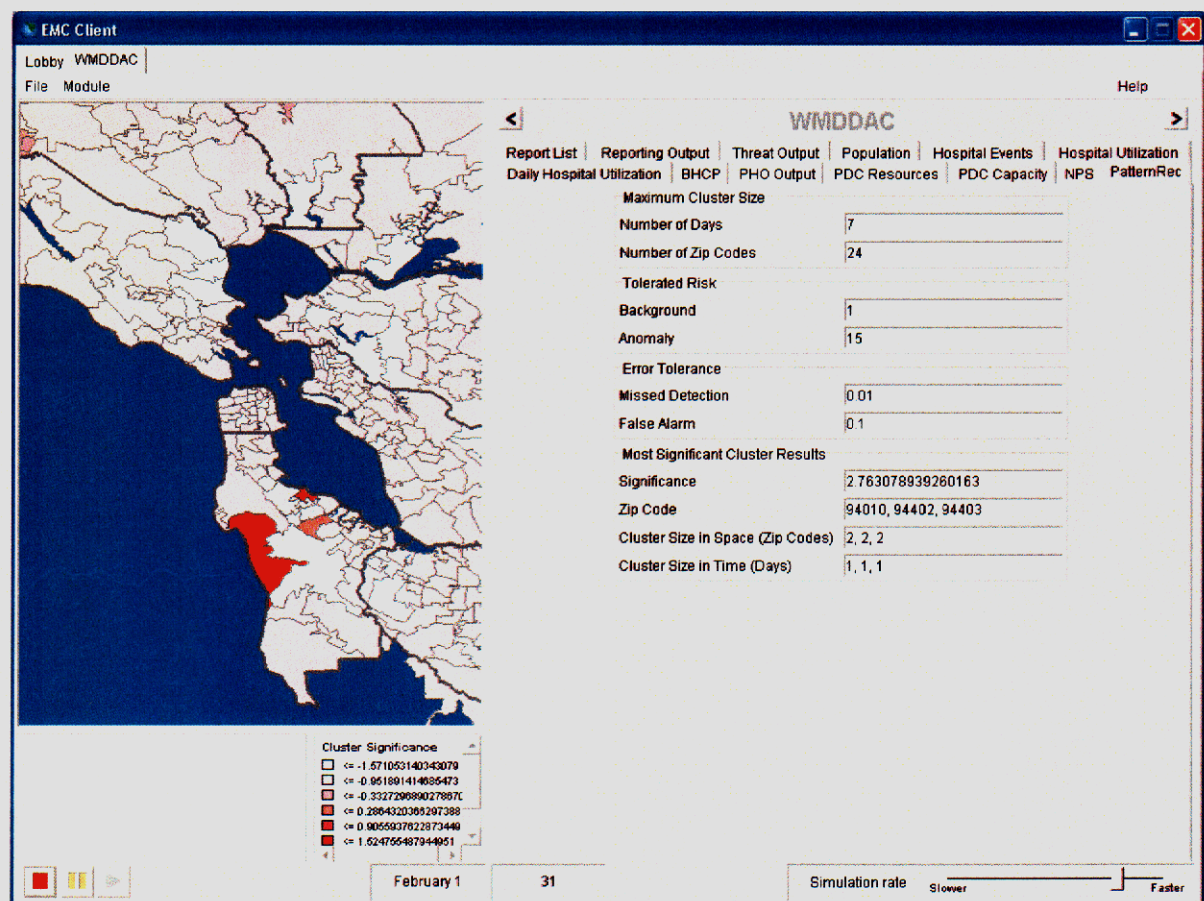 EMC Client
Lobby WMDDAC
File Module Help
< WMDDAC >
Report List Reporting Output Threat Output Population Hospital Events Hospital Utilization
Daily Hospital Utilization BHCP PHO Output PDC Resources PDC Capacity NPS PatternRec
Maximum Cluster Size
Number of Days 7
Number of Zip Codes 24
Tolerated Risk
Background 1
Anomaly 15
Error Tolerance
Missed Detection 0.01
False Alarm 0.1
Most Significant Cluster Results
Significance 2.763078939260163
Zip Code 94010, 94402, 94403
Cluster Size in Space (Zip Codes) 2, 2, 2
Cluster Size in Time (Days) 1, 1, 1
Cluster Significance
<= -1.571053140343079
<= -0.951891414685473
<= 0.2864320366297388
<= 0.9055937622873449
<= 1.524755487944951
February 1 31 Simulation rate Slower Faster